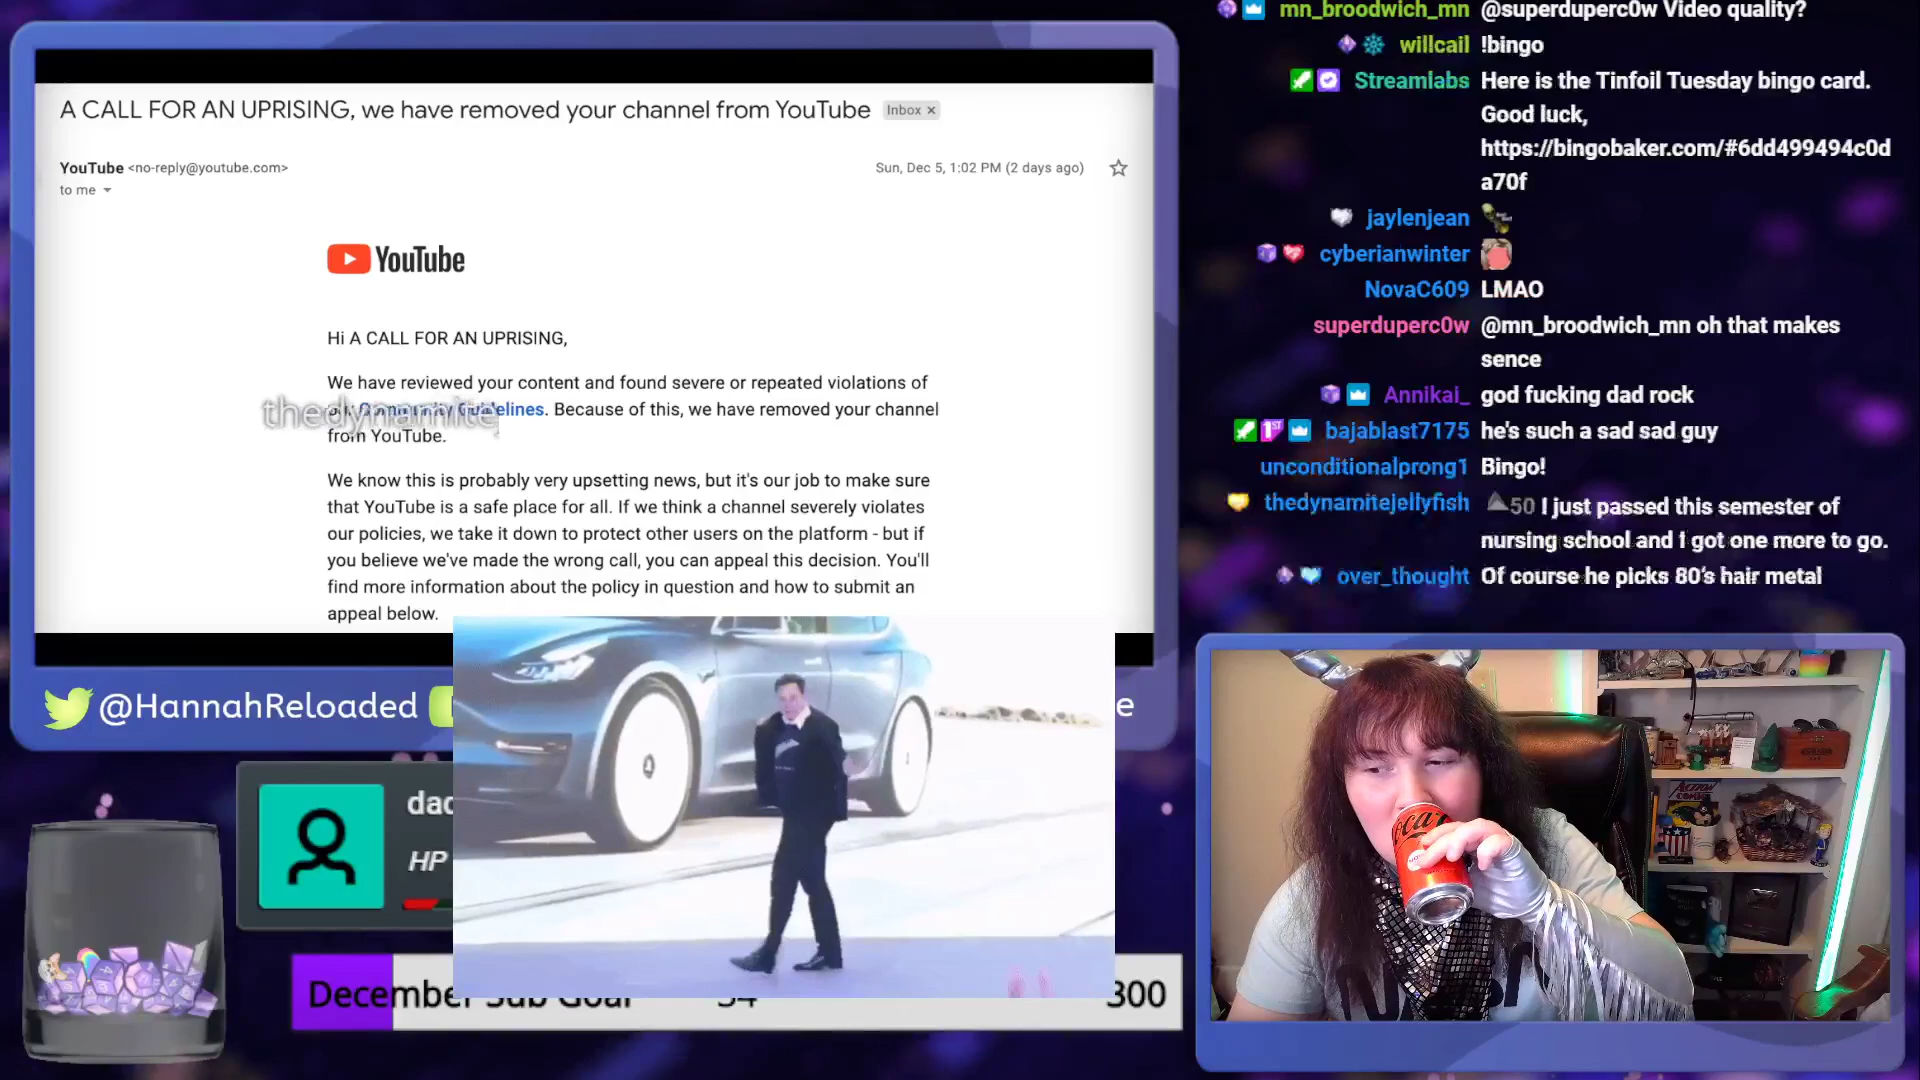 A CALL FOR AN UPRISING, we have removed your channel from YouTube Inbox ×
YouTube <no-reply@youtube.com>
Sun, Dec 5, 1:02 PM (2 days ago)
to me
YouTube
Hi A CALL FOR AN UPRISING,
We have reviewed your content and found severe or repeated violations of
our Community Guidelines. Because of this, we have removed your channel
from YouTube.
thedynamite
We know this is probably very upsetting news, but it's our job to make sure
that YouTube is a safe place for all. If we think a channel severely violates
our policies, we take it down to protect other users on the platform - but if
you believe we've made the wrong call, you can appeal this decision. You'll
find more information about the policy in question and how to submit an
appeal below.
@HannahReloaded
e
HP
December Sub Goal 54 300
mn_broodwich_mn @superduperc0w Video quality?
willcail !bingo
Streamlabs Here is the Tinfoil Tuesday bingo card.
Good luck,
https://bingobaker.com/#6dd499494c0d
a70f
jaylenjean
cyberianwinter
NovaC609 LMAO
superduperc0w @mn_broodwich_mn oh that makes
sence
Annikai_ god fucking dad rock
bajablast7175 he's such a sad sad guy
unconditionalprong1 Bingo!
thedynamitejellyfish 50 I just passed this semester of
nursing school and i got one more to go.
over_thought Of course he picks 80's hair metal
ACTION
COMICS